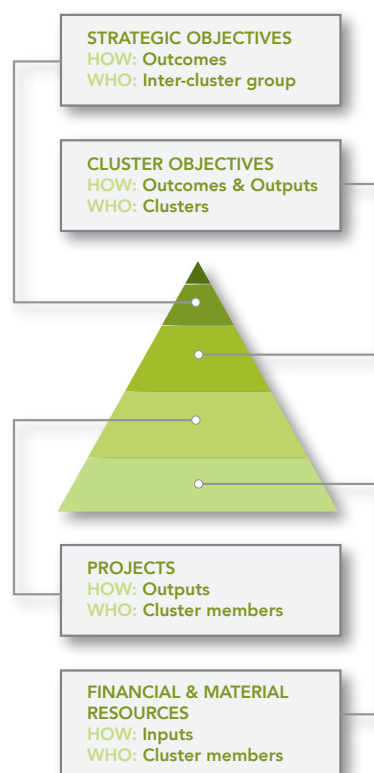 STRATEGIC OBJECTIVES
HOW: Outcomes
WHO: Inter-cluster group
CLUSTER OBJECTIVES
HOW: Outcomes & Outputs
WHO: Clusters
PROJECTS
HOW: Outputs
WHO: Cluster members
FINANCIAL & MATERIAL
RESOURCES
HOW: Inputs
WHO: Cluster members